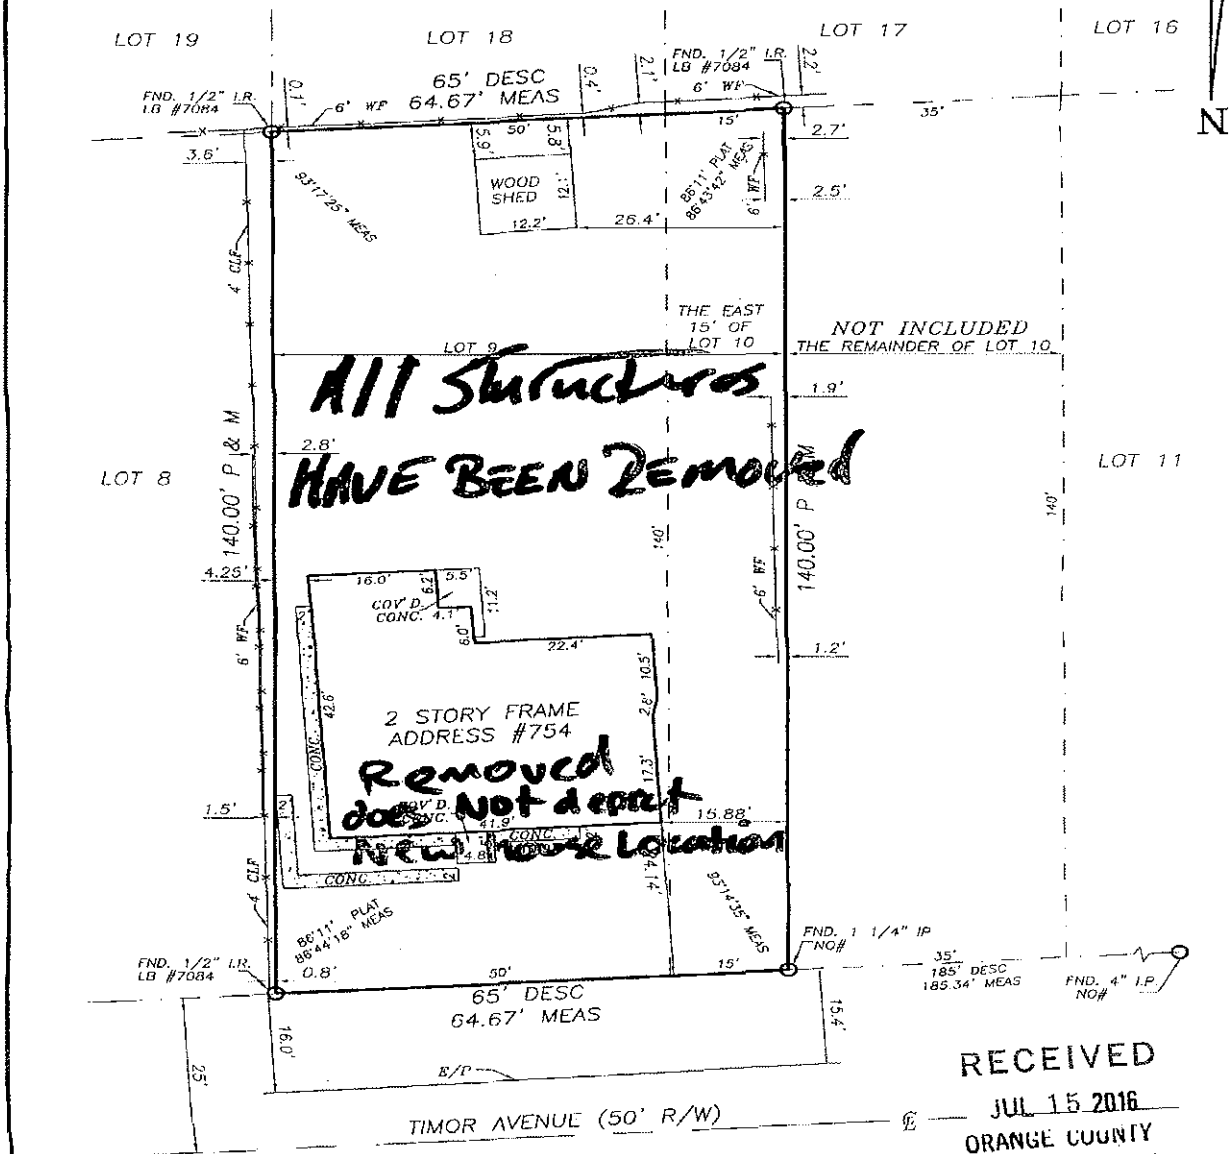 LOT 19
LOT 18
LOT 17
LOT 16
FND. 1/2" I.R.
LB #7084
0.1'
65' DESC
64.67' MEAS
6' WF
0.4'
2.1'
FND. 1/2" I.R.
LB #7084
6' WF
2.2'
N
50'
15'
35'
3.6'
93°17'25" MEAS
5.9'
5.8'
WOOD
SHED
12.1'
12.2'
26.4'
86°11' PLAT
86°43'42" MEAS
6' WF
2.7'
2.5'
4' CLF
THE EAST
15' OF
LOT 10
LOT 9
NOT INCLUDED
THE REMAINDER OF LOT 10
All Structures
HAVE BEEN REMOVED
1.9'
2.8'
LOT 8
140.00' P & M
140'
140.00' P & M
140'
LOT 11
4.25'
6' WF
16.0'
6.2'
5.5'
COV'D.
CONC.
4.1'
11.2'
6.0'
22.4'
6' WF
1.2'
42.6'
10.5'
2.8'
17.3'
2'
CONC.
2 STORY FRAME
ADDRESS #754
Removed
does Not depict
New House Location
COV'D.
CONC.
41.9'
15.88'
CONC.
4.8'
24.14'
1.5'
2'
4' CLF
CONC.
86°11' PLAT
86°44'18" MEAS
93°14'35" MEAS
FND. 1/2" I.R.
LB #7084
0.8'
50'
15'
65' DESC
64.67' MEAS
FND. 1 1/4" IP
NO#
35'
185' DESC
185.34' MEAS
FND. 4" I.P.
NO#
16.0'
15.4'
25'
E/P
TIMOR AVENUE (50' R/W)
RECEIVED
JUL 15 2016
ORANGE COUNTY